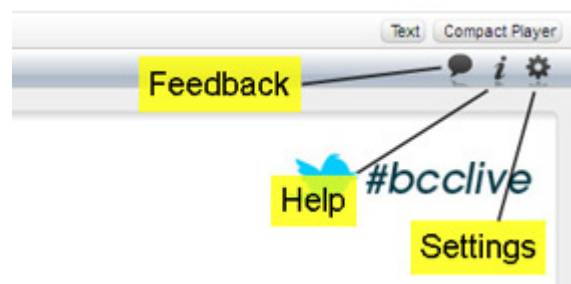 Text Compact Player
Feedback
#bcclive
Help
Settings